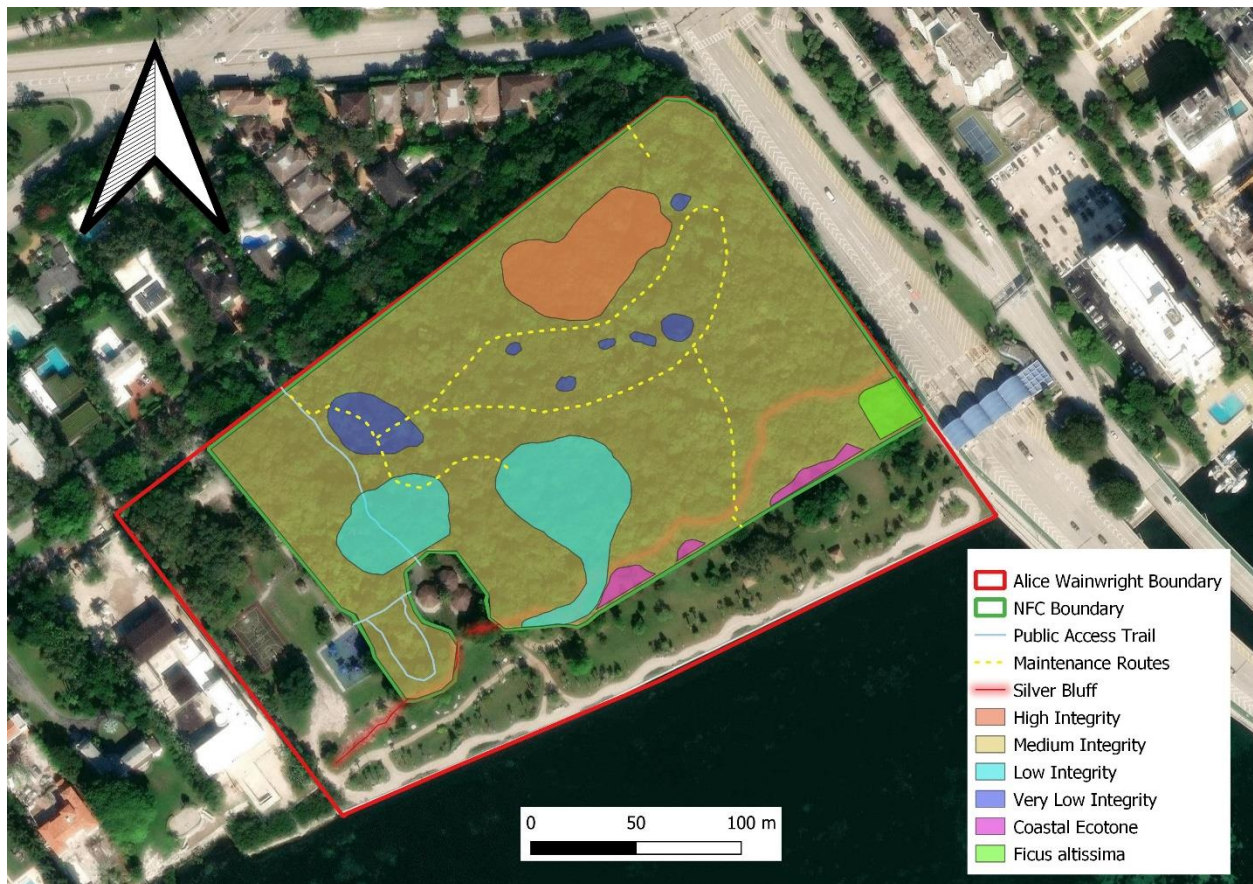 Alice Wainwright Boundary
NFC Boundary
Public Access Trail
Maintenance Routes
Silver Bluff
High Integrity
Medium Integrity
Low Integrity
Very Low Integrity
Coastal Ecotone
Ficus altissima
0 50 100 m